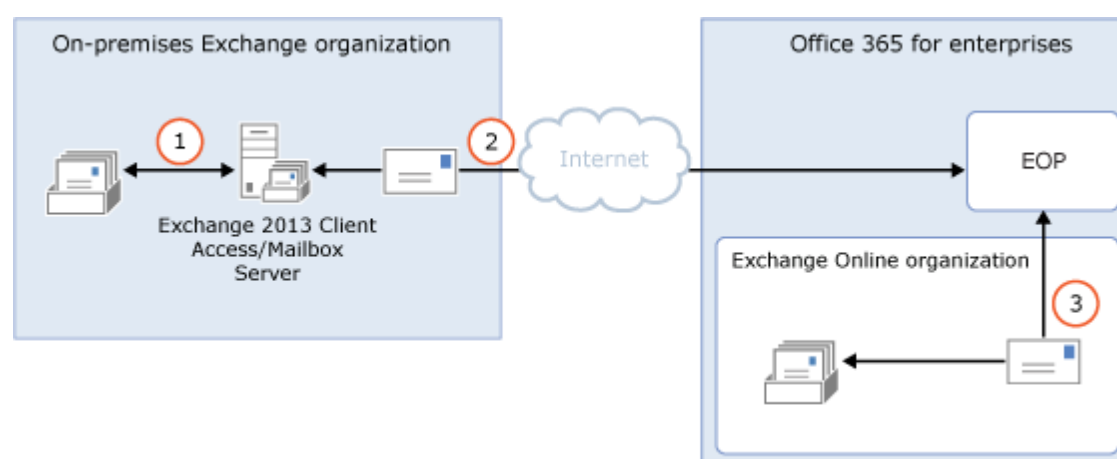 On-premises Exchange organization
Office 365 for enterprises
1
2
Internet
EOP
Exchange 2013 Client
Access/Mailbox
Server
Exchange Online organization
3